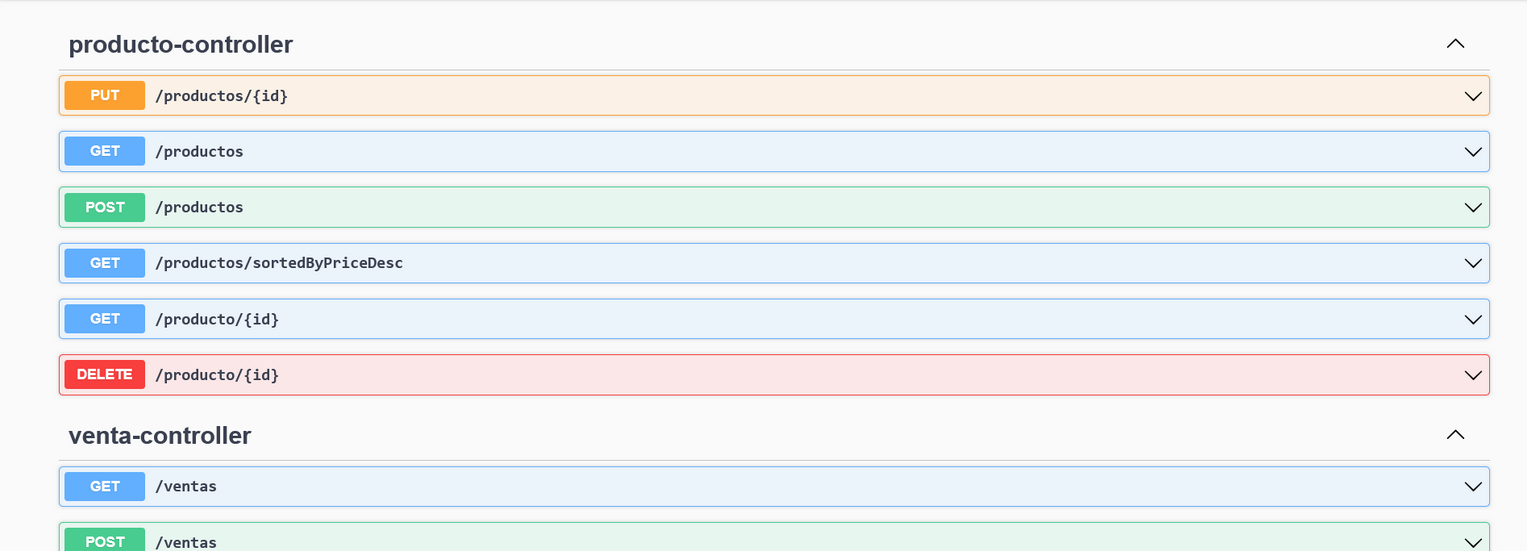 producto-controller
PUT /productos/{id}
GET /productos
POST /productos
GET /productos/sortedByPriceDesc
GET /producto/{id}
DELETE /producto/{id}
venta-controller
GET /ventas
POST /ventas